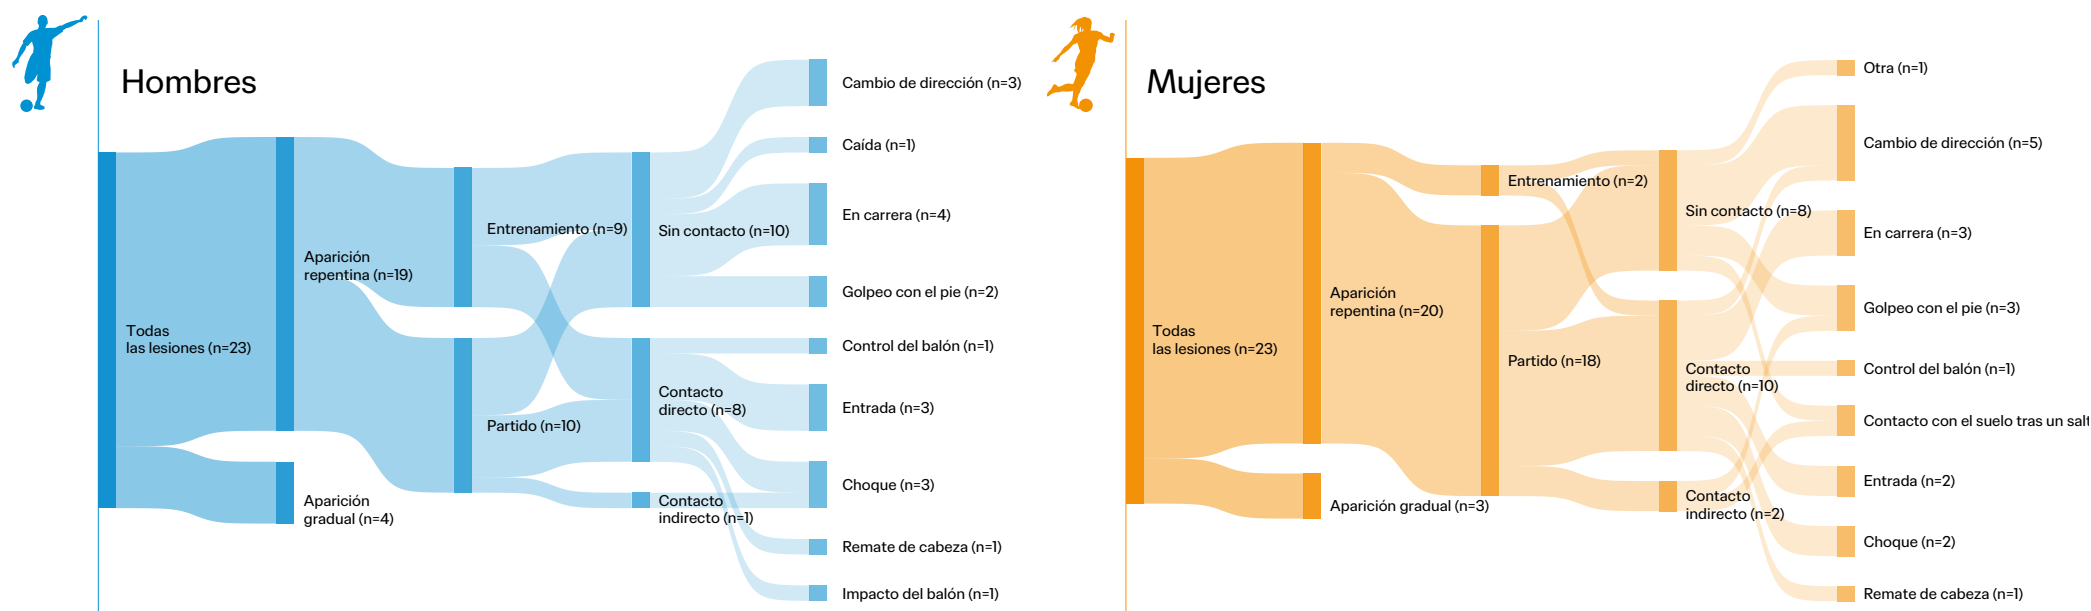 Hombres
Cambio de dirección (n=3)
Caída (n=1)
En carrera (n=4)
Entrenamiento (n=9)
Sin contacto (n=10)
Aparición
repentina (n=19)
Golpeo con el pie (n=2)
Todas
las lesiones (n=23)
Control del balón (n=1)
Contacto
directo (n=8)
Entrada (n=3)
Partido (n=10)
Choque (n=3)
Aparición
gradual (n=4)
Contacto
indirecto (n=1)
Remate de cabeza (n=1)
Impacto del balón (n=1)
Mujeres
Otra (n=1)
Cambio de dirección (n=5)
Entrenamiento (n=2)
Sin contacto (n=8)
En carrera (n=3)
Aparición
repentina (n=20)
Golpeo con el pie (n=3)
Todas
las lesiones (n=23)
Partido (n=18)
Control del balón (n=1)
Contacto
directo (n=10)
Contacto con el suelo tras un salt
Entrada (n=2)
Aparición gradual (n=3)
Contacto
indirecto (n=2)
Choque (n=2)
Remate de cabeza (n=1)